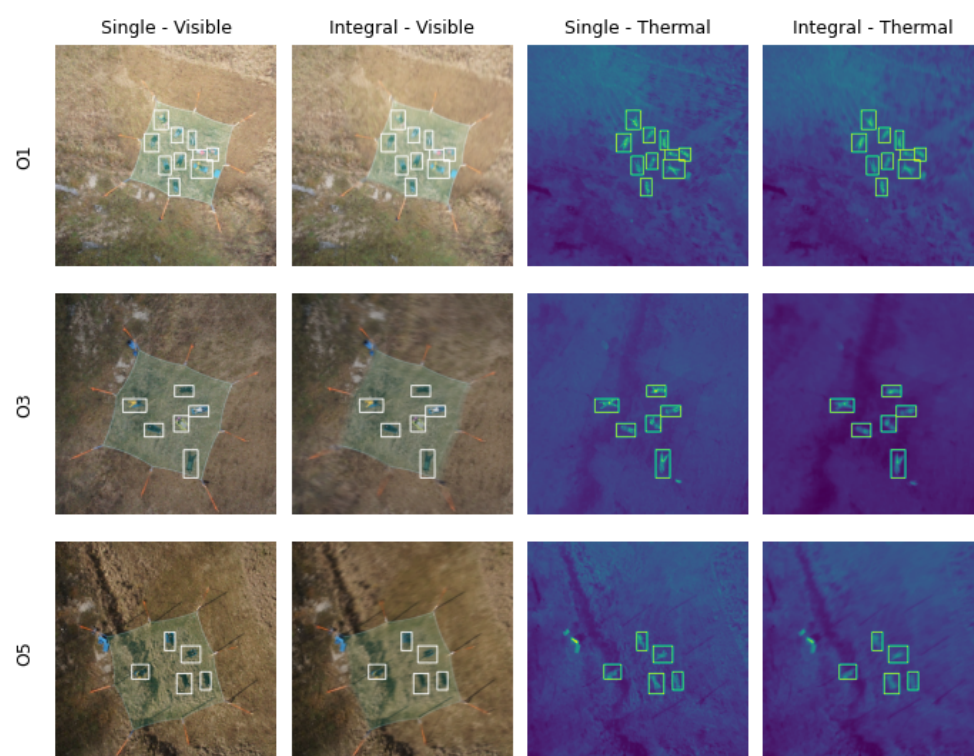 Single - Visible
Integral - Visible
Single - Thermal
Integral - Thermal
O1
O3
O5